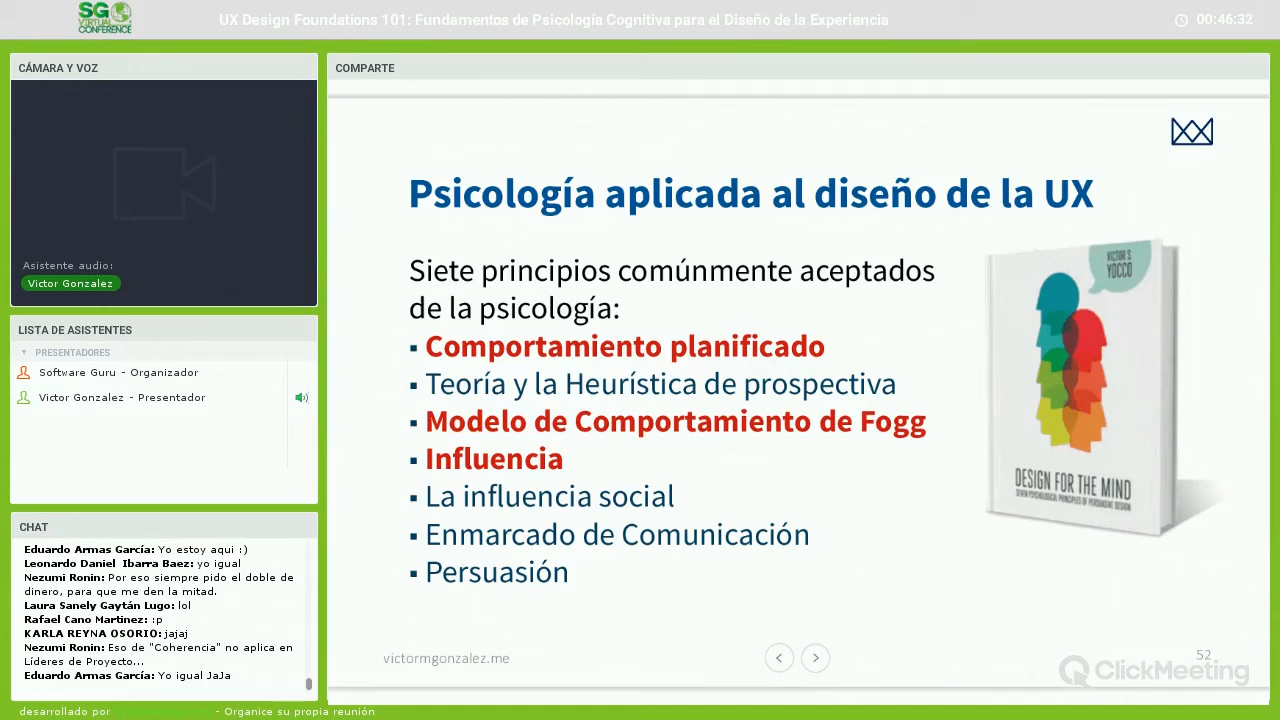 SG
VIRTUAL
CONFERENCE
UX Design Foundations 101: Fundamentos de Psicología Cognitiva para el Diseño de la Experiencia
00:46:32
CÁMARA Y VOZ
Asistente audio:
Victor Gonzalez
LISTA DE ASISTENTES
PRESENTADORES
Software Guru - Organizador
Victor Gonzalez - Presentador
CHAT
Eduardo Armas García: Yo estoy aqui :)
Leonardo Daniel Ibarra Baez: yo igual
Nezumi Ronin: Por eso siempre pido el doble de
dinero, para que me den la mitad.
Laura Sanely Gaytán Lugo: lol
Rafael Cano Martinez: :p
KARLA REYNA OSORIO: jajaj
Nezumi Ronin: Eso de "Coherencia" no aplica en
Líderes de Proyecto...
Eduardo Armas García: Yo igual JaJa
desarrollado por
- Organice su propia reunión
COMPARTE
Psicología aplicada al diseño de la UX
Siete principios comúnmente aceptados
de la psicología:
▪ Comportamiento planificado
▪ Teoría y la Heurística de prospectiva
▪ Modelo de Comportamiento de Fogg
▪ Influencia
▪ La influencia social
▪ Enmarcado de Comunicación
▪ Persuasión
VICTOR S.
YOCCO
DESIGN FOR THE MIND
SEVEN PSYCHOLOGICAL PRINCIPLES OF PERSUASIVE DESIGN
victormgonzalez.me
52
ClickMeeting